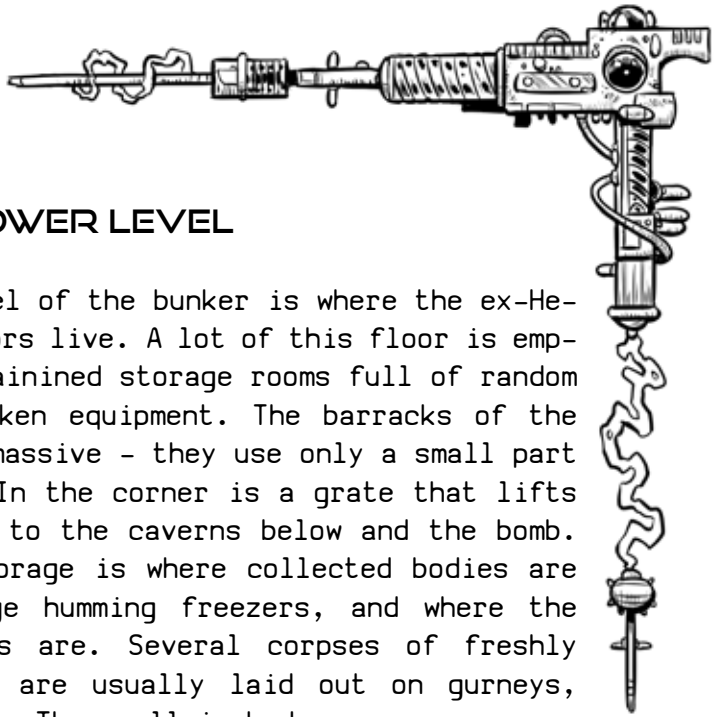 OWER LEVEL
el of the bunker is where the ex-He-
ors live. A lot of this floor is emp-
ainined storage rooms full of random
ken equipment. The barracks of the
massive - they use only a small part
In the corner is a grate that lifts
to the caverns below and the bomb.
orage is where collected bodies are
ge humming freezers, and where the
s are. Several corpses of freshly
are usually laid out on gurneys,